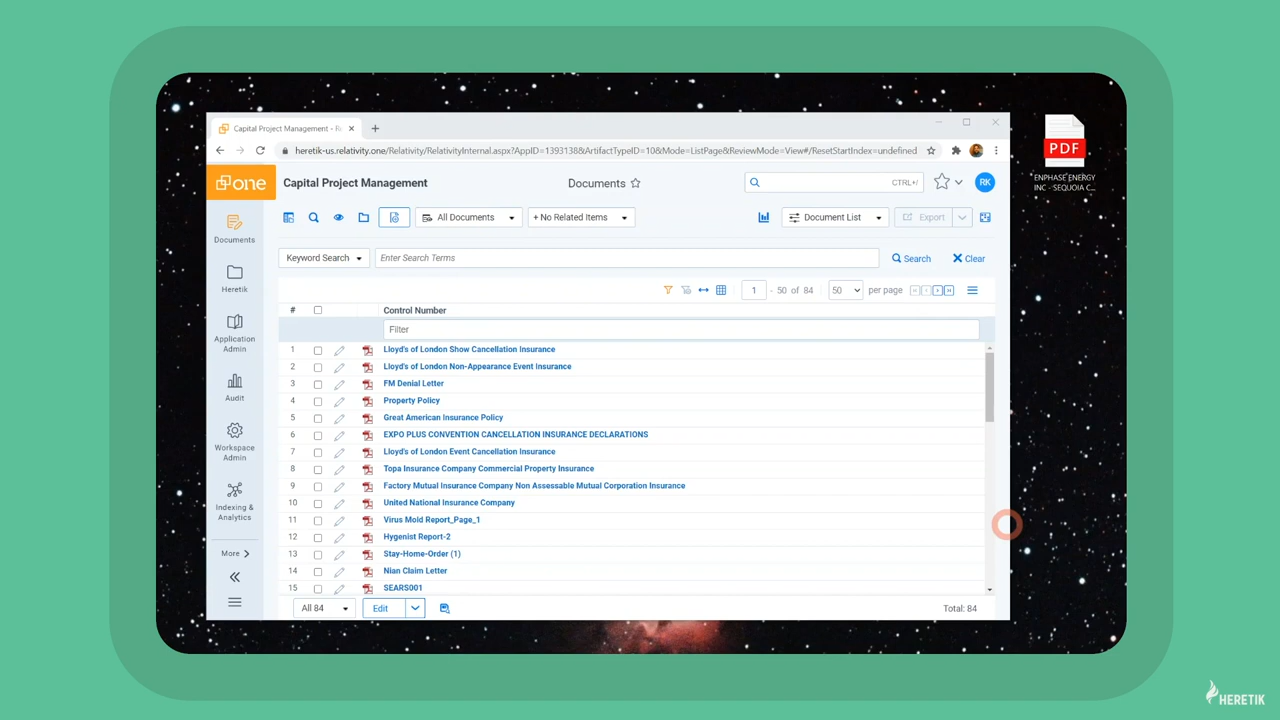 Capital Project Management - Re
heretik-us.relativity.one/Relativity/RelativityInternal.aspx?AppID=1393138&ArtifactTypeID=10&Mode=ListPage&ReviewMode=View#/ResetStartIndex=undefined
one
Capital Project Management
Documents
CTRL+/
RK
PDF
ENPHASE ENERGY
INC - SEQUOIA C...
All Documents
+ No Related Items
Document List
Export
Documents
Heretik
Application
Admin
Audit
Workspace
Admin
Indexing &
Analytics
More
Keyword Search
Enter Search Terms
Search
Clear
1 - 50 of 84
50 per page
# Control Number
Filter
1 Lloyd's of London Show Cancellation Insurance
2 Lloyd's of London Non-Appearance Event Insurance
3 FM Denial Letter
4 Property Policy
5 Great American Insurance Policy
6 EXPO PLUS CONVENTION CANCELLATION INSURANCE DECLARATIONS
7 Lloyd's of London Event Cancellation Insurance
8 Topa Insurance Company Commercial Property Insurance
9 Factory Mutual Insurance Company Non Assessable Mutual Corporation Insurance
10 United National Insurance Company
11 Virus Mold Report_Page_1
12 Hygenist Report-2
13 Stay-Home-Order (1)
14 Nian Claim Letter
15 SEARS001
All 84
Edit
Total: 84
HERETIK